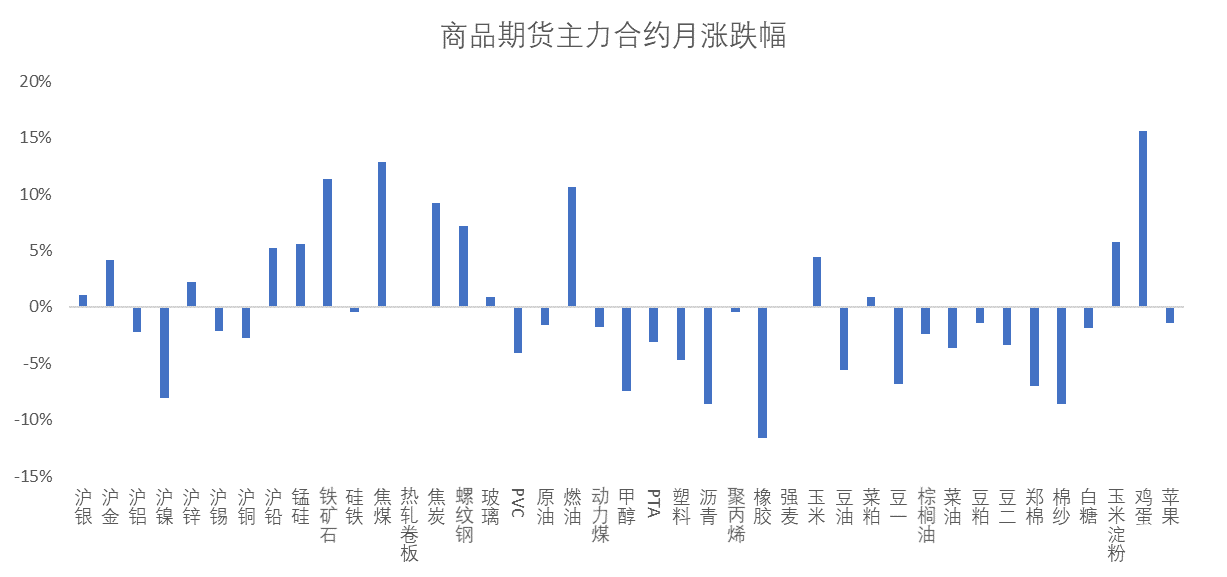 商品期货主力合约月涨跌幅
20%
15%
10%
5%
0%
-5%
-10%
-15%
沪银
沪金
沪铝
沪镍
沪锌
沪锡
沪铜
沪铅
锰硅
铁矿石
硅铁
焦煤
热轧卷板
焦炭
螺纹钢
玻璃
PVC
原油
燃油
动力煤
甲醇
PTA
塑料
沥青
聚丙烯
橡胶
强麦
玉米
豆油
菜粕
豆一
棕榈油
菜油
豆粕
豆二
郑棉
棉纱
白糖
玉米淀粉
鸡蛋
苹果